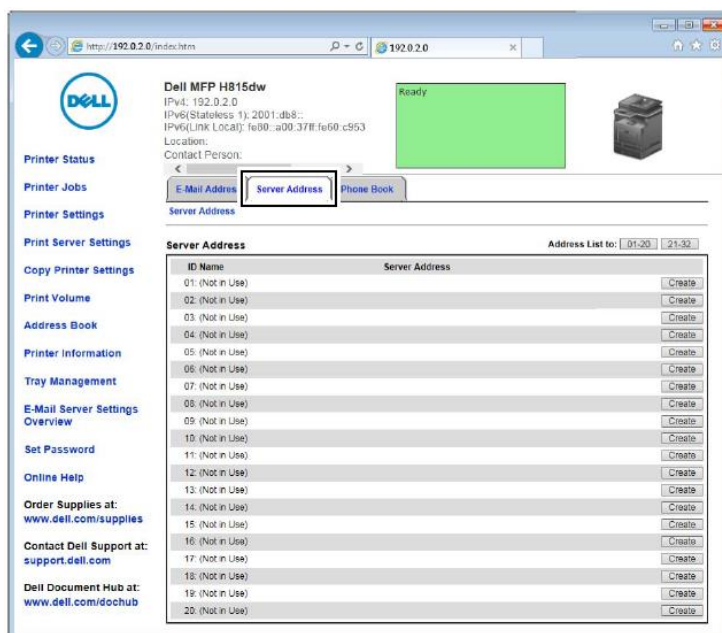 http://192.0.2.0/index.htm
192.0.2.0
DELL
Dell MFP H815dw
IPv4: 192.0.2.0
IPv6(Stateless 1): 2001:db8::
IPv6(Link Local): fe80::a00:37ff:fe60:c953
Location:
Contact Person:
Ready
Printer Status
Printer Jobs
Printer Settings
Print Server Settings
Copy Printer Settings
Print Volume
Address Book
Printer Information
Tray Management
E-Mail Server Settings
Overview
Set Password
Online Help
Order Supplies at:
www.dell.com/supplies
Contact Dell Support at:
support.dell.com
Dell Document Hub at:
www.dell.com/dochub
E-Mail Addres Server Address Phone Book
Server Address
Server Address Address List to: 01-20 21-32
ID Name Server Address
01: (Not in Use) Create
02: (Not in Use) Create
03: (Not in Use) Create
04: (Not in Use) Create
05: (Not in Use) Create
06: (Not in Use) Create
07: (Not in Use) Create
08: (Not in Use) Create
09: (Not in Use) Create
10: (Not in Use) Create
11: (Not in Use) Create
12: (Not in Use) Create
13: (Not in Use) Create
14: (Not in Use) Create
15: (Not in Use) Create
16: (Not in Use) Create
17: (Not in Use) Create
18: (Not in Use) Create
19: (Not in Use) Create
20: (Not in Use) Create